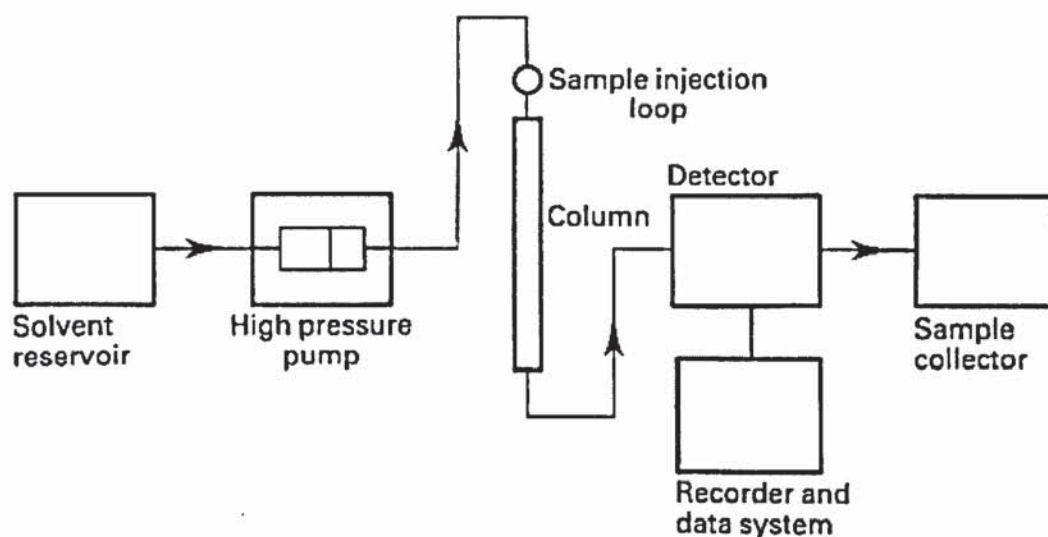 Sample injection
loop
Detector
Column
Solvent
reservoir
High pressure
pump
Sample
collector
Recorder and
data system